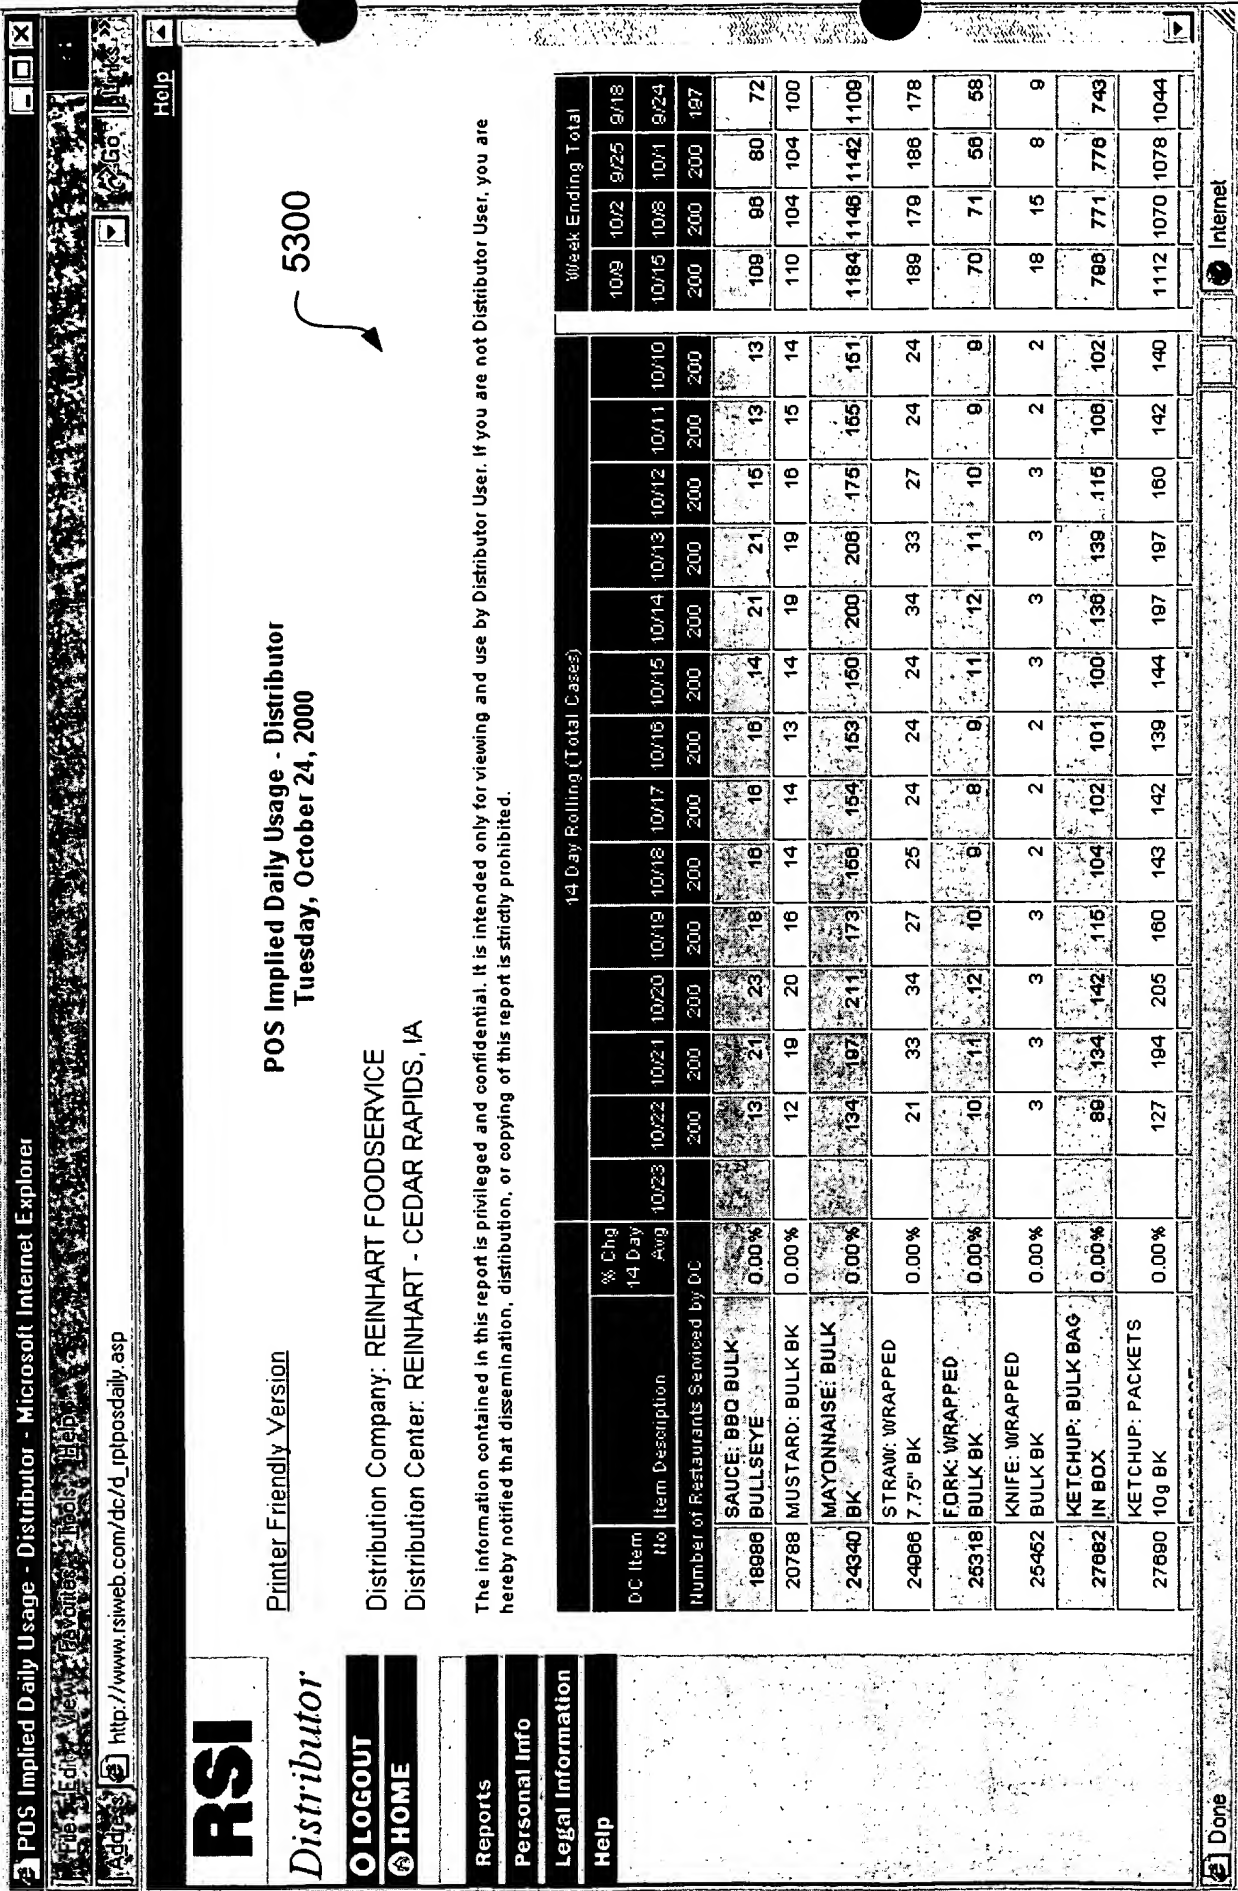 POS Implied Daily Usage - Distributor - Microsoft Internet Explorer
File Edit View Favorites Tools Help
Address http://www.rsiweb.com/dc/d_rptposdaily.asp Go Links »
Help
RSI
Distributor
LOGOUT
HOME
Reports
Personal Info
Legal Information
Help
Printer Friendly Version
POS Implied Daily Usage - Distributor
Tuesday, October 24, 2000
5300
Distribution Company: REINHART FOODSERVICE
Distribution Center: REINHART - CEDAR RAPIDS, IA
The information contained in this report is privileged and confidential. It is intended only for viewing and use by Distributor User. If you are not Distributor User, you are
hereby notified that dissemination, distribution, or copying of this report is strictly prohibited.
14 Day Rolling (Total Cases) Week Ending Total
% Chg 10/9 10/2 9/25 9/18
DC Item 14 Day
No Item Description Avg 10/23 10/22 10/21 10/20 10/19 10/18 10/17 10/16 10/15 10/14 10/13 10/12 10/11 10/10 10/15 10/8 10/1 9/24
Number of Restaurants Serviced by DC 200 200 200 200 200 200 200 200 200 200 200 200 200 200 200 200 197
SAUCE: BBQ BULK
18986 BULLSEYE 0.00% 13 21 23 18 16 16 16 14 21 21 15 13 13 109 96 80 72
20788 MUSTARD: BULK BK 0.00% 12 19 20 16 14 14 13 14 19 19 16 15 14 110 104 104 100
MAYONNAISE: BULK
24340 BK 0.00% 134 197 211 173 156 154 153 150 200 206 175 155 151 1184 1146 1142 1109
STRAW: WRAPPED
24966 7.75" BK 0.00% 21 33 34 27 25 24 24 24 34 33 27 24 24 189 179 186 178
FORK: WRAPPED
25318 BULK BK 0.00% 10 11 12 10 9 8 9 11 12 11 10 9 9 70 71 56 58
KNIFE: WRAPPED
25452 BULK BK 0.00% 3 3 3 3 2 2 2 3 3 3 3 2 2 18 15 8 9
KETCHUP: BULK BAG
27682 IN BOX 0.00% 89 134 142 115 104 102 101 100 136 139 115 106 102 796 771 776 743
KETCHUP: PACKETS
27690 10g BK 0.00% 127 194 205 160 143 142 139 144 197 197 160 142 140 1112 1070 1078 1044
Done Internet